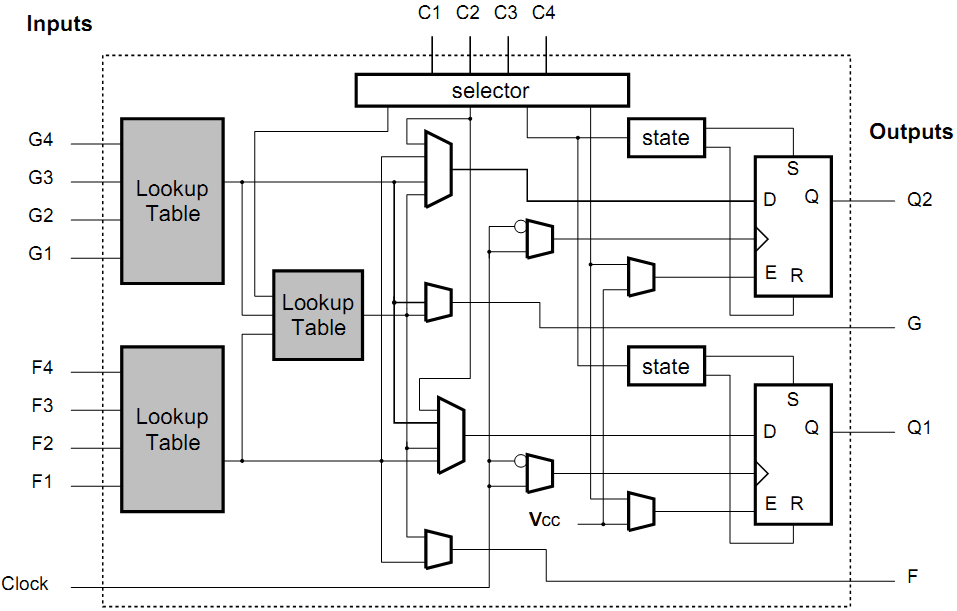 C1 C2 C3 C4
Inputs
selector
G4
G3
G2
G1
Lookup
Table
state
Outputs
S
D Q
E R
Q2
Lookup
Table
G
F4
F3
F2
F1
Lookup
Table
state
S
D Q
E R
Q1
Vcc
Clock
F